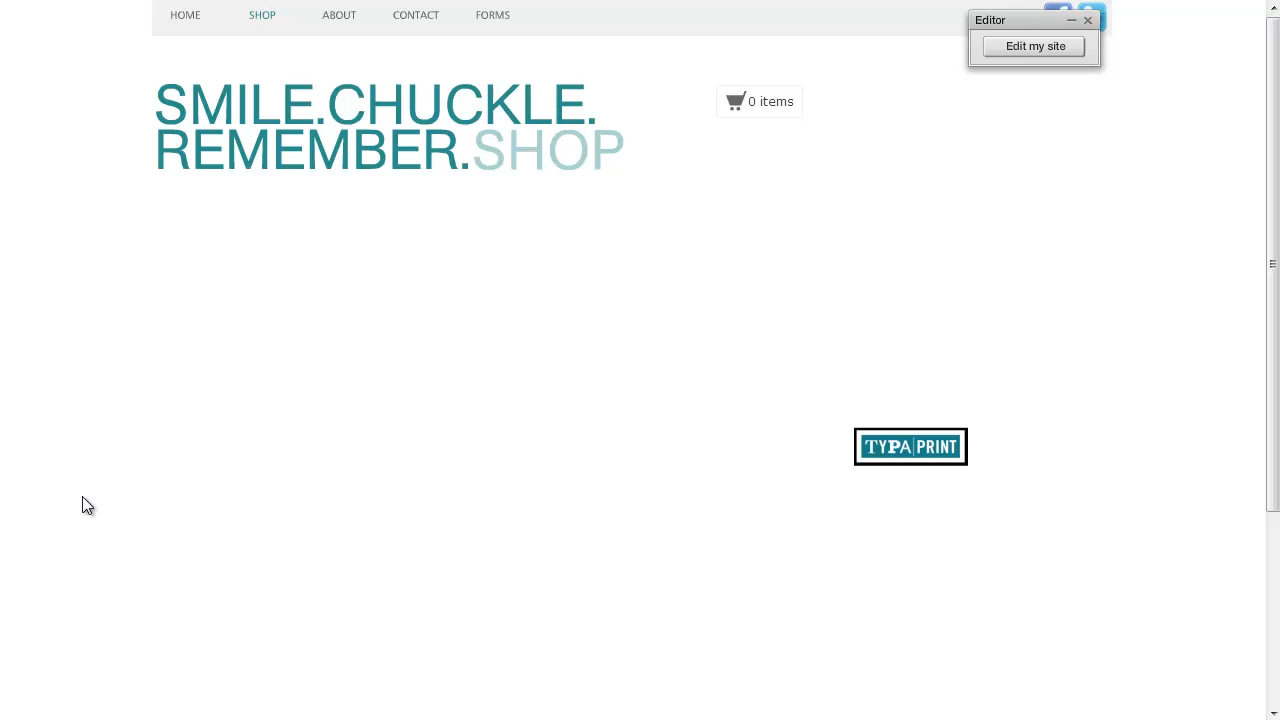 HOME SHOP ABOUT CONTACT FORMS
Editor
Edit my site
SMILE.CHUCKLE.
REMEMBER.SHOP
0 items
TYPA PRINT